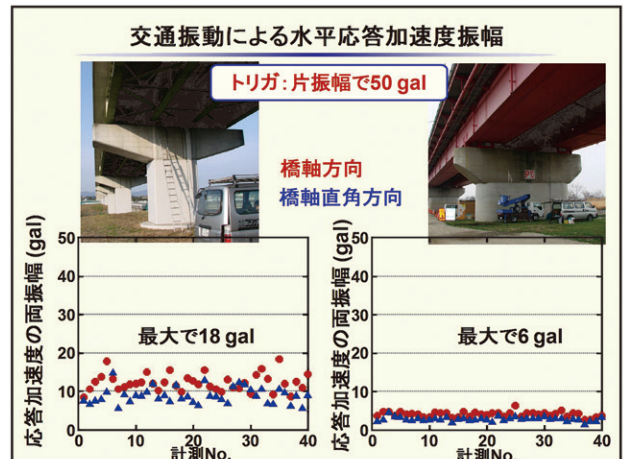 交通振動による水平応答加速度振幅
トリガ：片振幅で50 gal
橋軸方向
橋軸直角方向
応答加速度の両振幅 (gal)
50
40
30
20
10
0
最大で18 gal
0
10
20
30
40
計測No.
応答加速度の両振幅 (gal)
50
40
30
20
10
0
最大で6 gal
0
10
20
30
40
計測No.